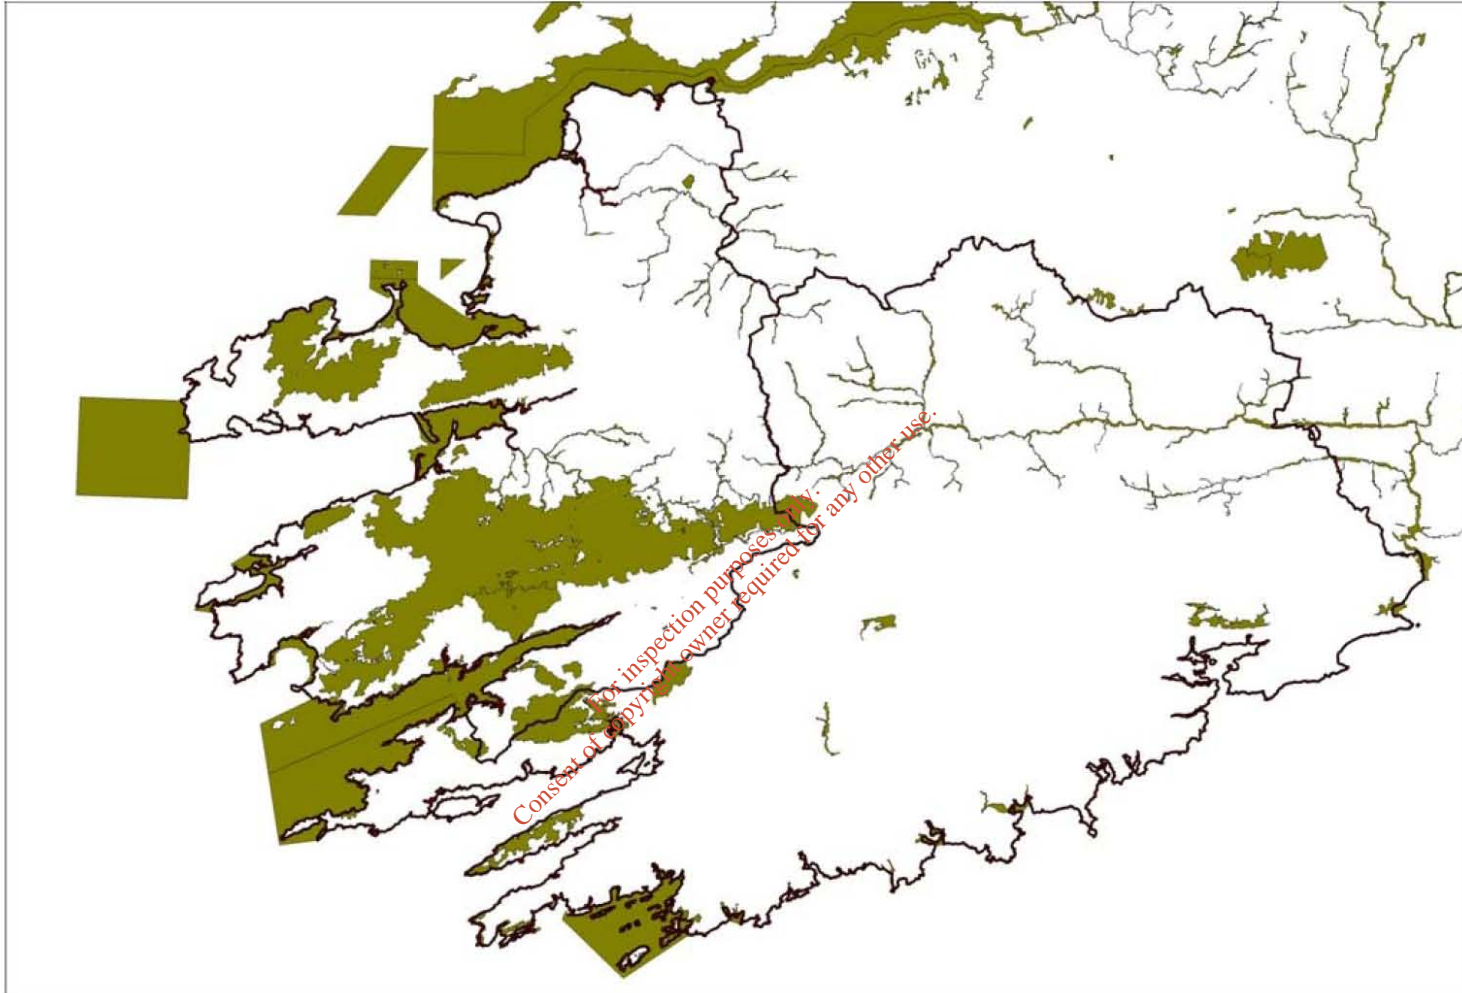 For inspection purposes only.
Consent of copyright owner required for any other use.